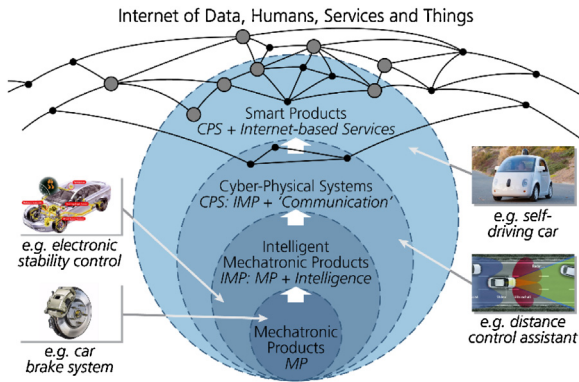 Internet of Data, Humans, Services and Things
Smart Products
CPS + Internet-based Services
Cyber-Physical Systems
CPS: IMP + ‘Communication’
Intelligent
Mechatronic Products
IMP: MP + Intelligence
Mechatronic
Products
MP
e.g. electronic
stability control
e.g. car
brake system
e.g. self-
driving car
e.g. distance
control assistant